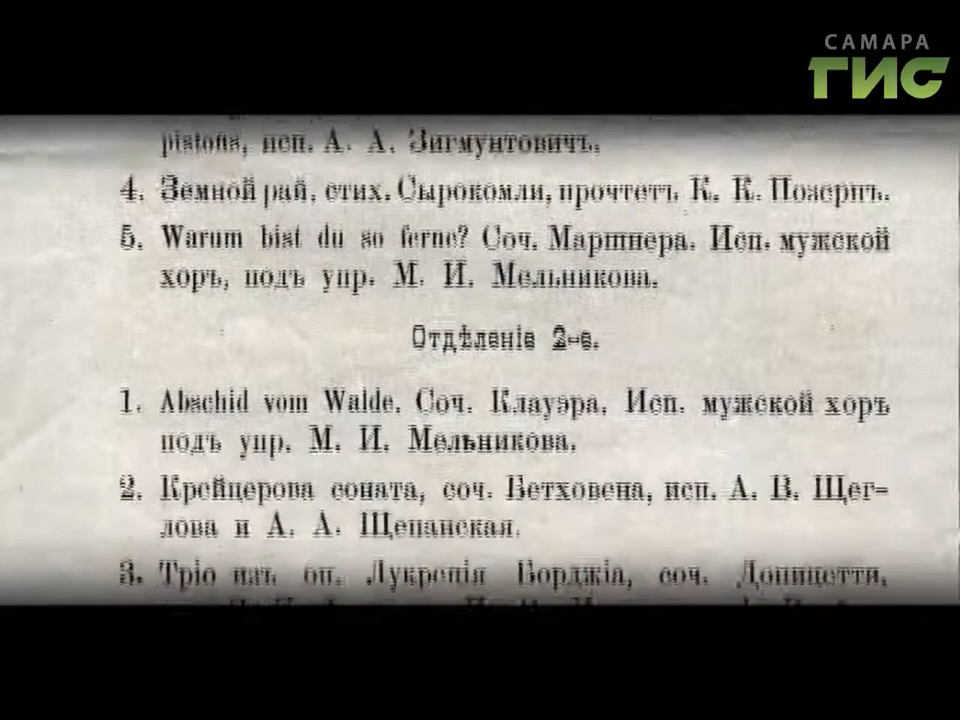 САМАРА
ГИС
pistons, исп. А. А. Зигмунтовичъ.
4. Земной рай, стих. Сырокомли, прочтетъ К. К. Позернъ.
5. Warum bist du so ferne? Соч. Маршнера. Исп. мужской
хоръ, подъ упр. М. И. Мельникова.
Отдѣленіе 2-е.
1. Abschid vom Walde. Соч. Клауэра. Исп. мужской хоръ
подъ упр. М. И. Мельникова.
2. Крейцерова соната, соч. Бетховена, исп. А. В. Щег-
лова и А. А. Щепанская.
3. Тріо изъ оп. Лукреція Борджіа, соч. Доницетти,